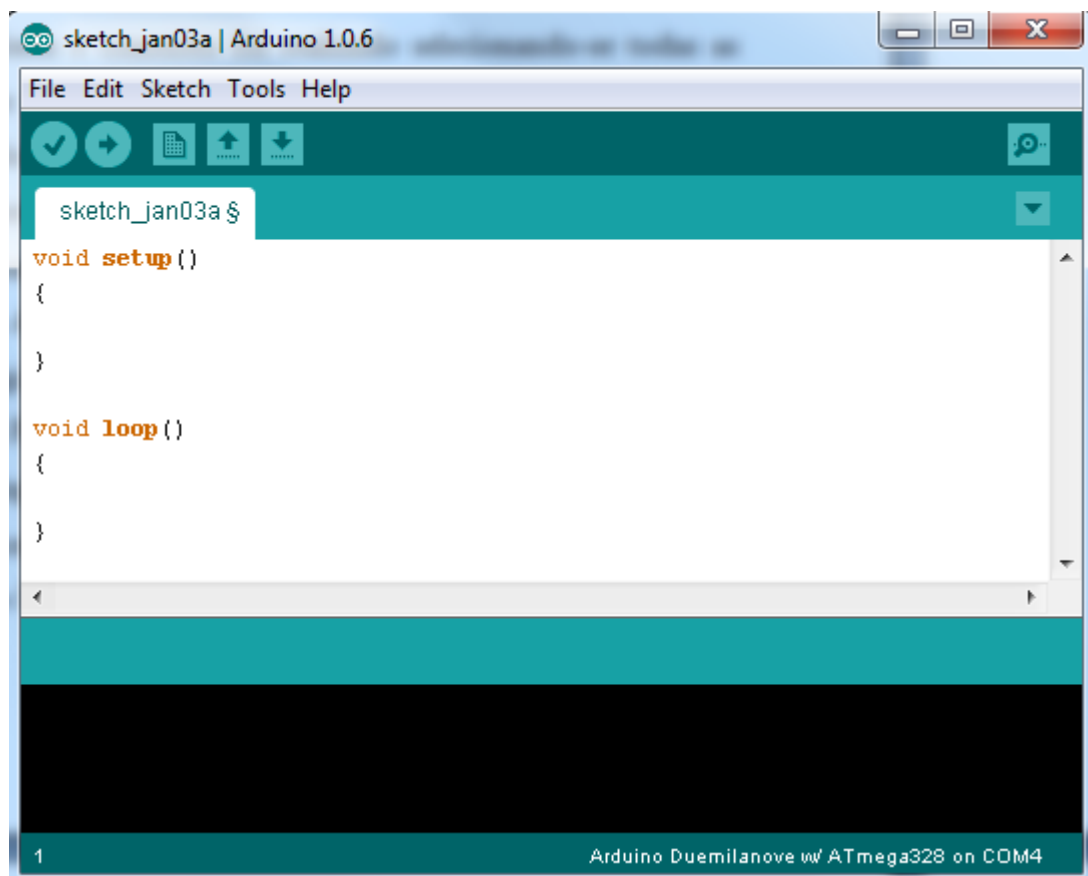 sketch_jan03a | Arduino 1.0.6
File Edit Sketch Tools Help
sketch_jan03a §
void setup()
{
}
void loop()
{
}
1
Arduino Duemilanove w/ ATmega328 on COM4